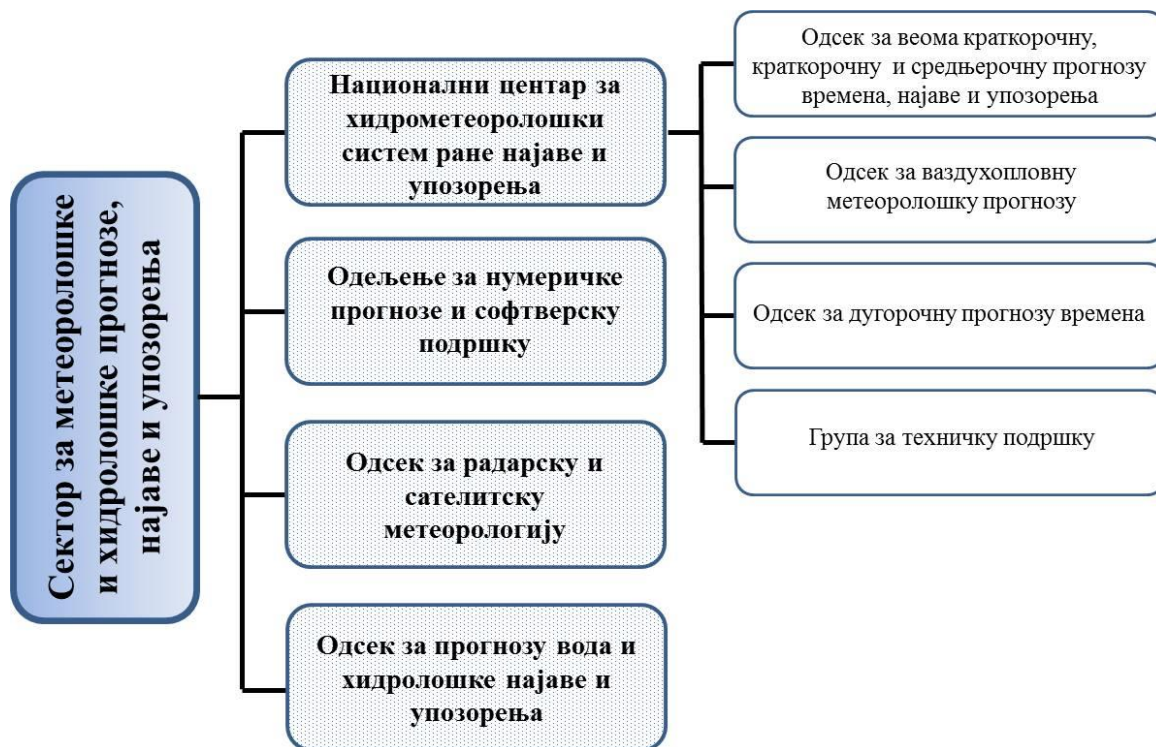 Сектор за метеоролошке
и хидролошке прогнозе,
најаве и упозорења
Национални центар за
хидрометеоролошки
систем ране најаве и
упозорења
Одељење за нумеричке
прогнозе и софтверску
подршку
Одсек за радарску и
сателитску
метеорологију
Одсек за прогнозу вода и
хидролошке најаве и
упозорења
Одсек за веома краткорочну,
краткорочну и средњерочну прогнозу
времена, најаве и упозорења
Одсек за ваздухопловну
метеоролошку прогнозу
Одсек за дугорочну прогнозу времена
Група за техничку подршку